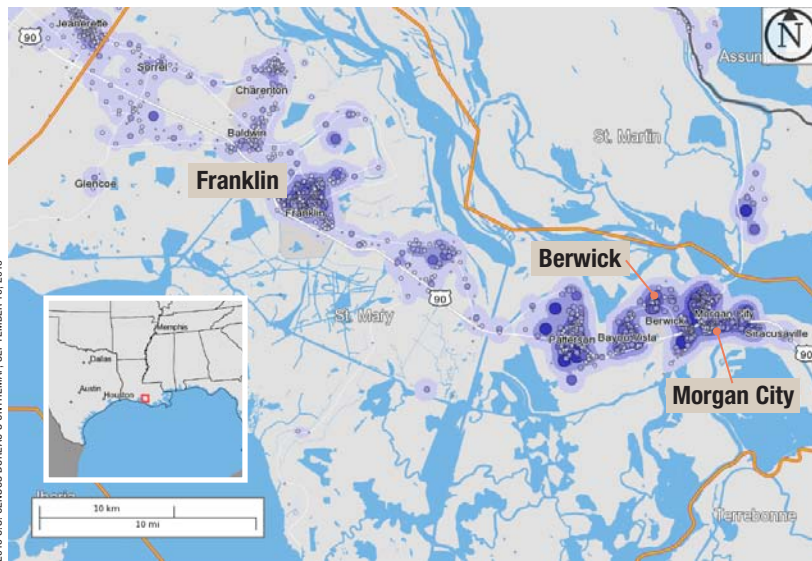 Jeanerette
90
N
Sorrel
Assum
Charenton
St. Martin
Baldwin
Glencoe
Franklin
Franklin
Berwick
90
St. Mary
Morgan City
Berwick
Patterson
Bayou Vista
Siracusaville
90
Morgan City
Memphis
Dallas
Austin
Houston
Iberia
10 km
10 mi
Terrebonne